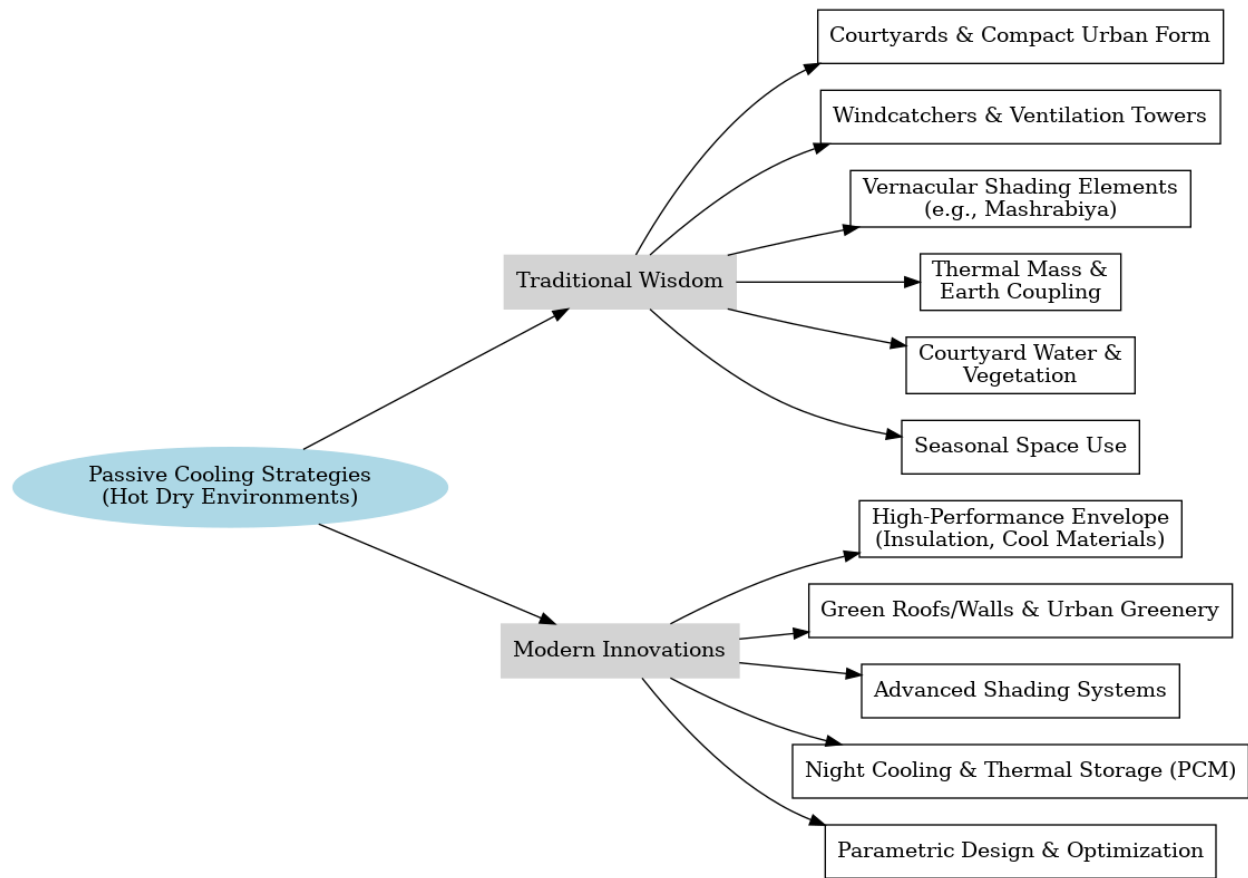 Courtyards & Compact Urban Form
Windcatchers & Ventilation Towers
Vernacular Shading Elements
(e.g., Mashrabiya)
Traditional Wisdom
Thermal Mass &
Earth Coupling
Courtyard Water &
Vegetation
Seasonal Space Use
Passive Cooling Strategies
(Hot Dry Environments)
High-Performance Envelope
(Insulation, Cool Materials)
Green Roofs/Walls & Urban Greenery
Modern Innovations
Advanced Shading Systems
Night Cooling & Thermal Storage (PCM)
Parametric Design & Optimization